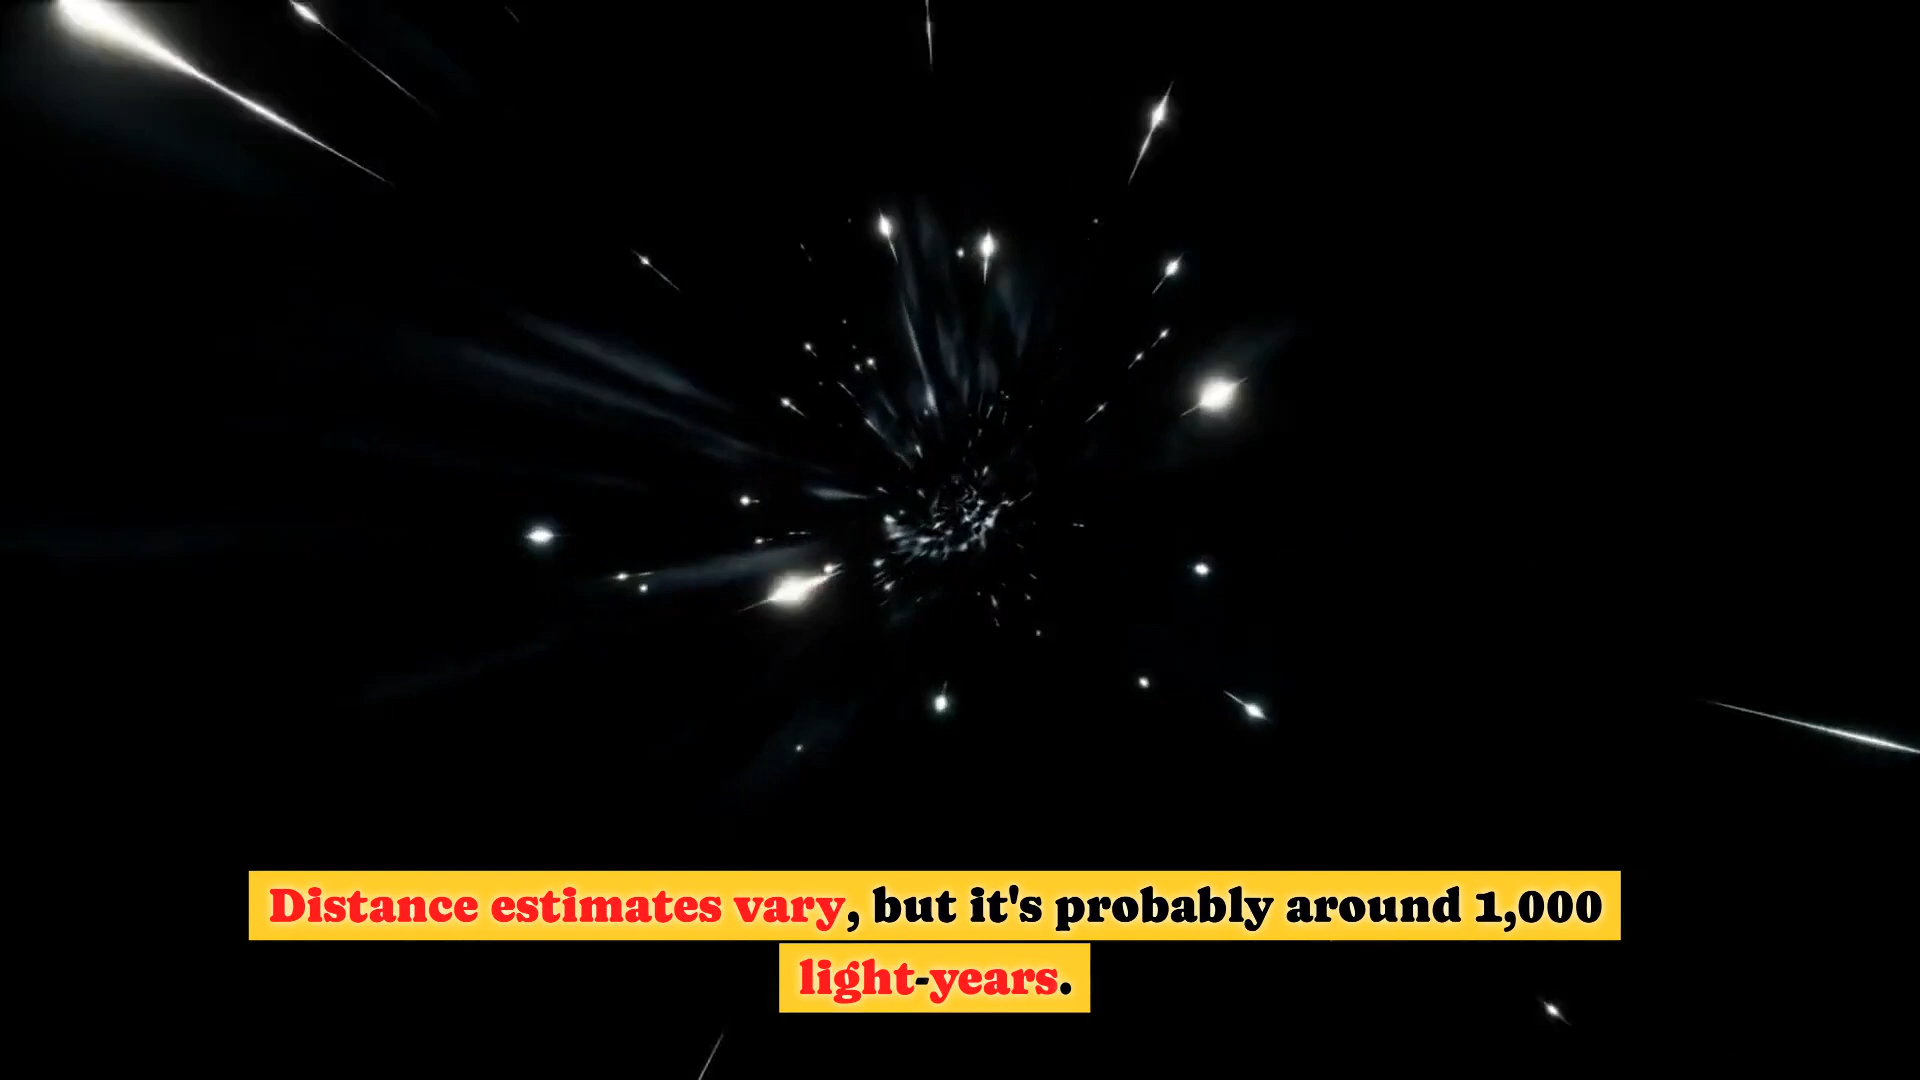 Distance estimates vary, but it's probably around 1,000
light-years.